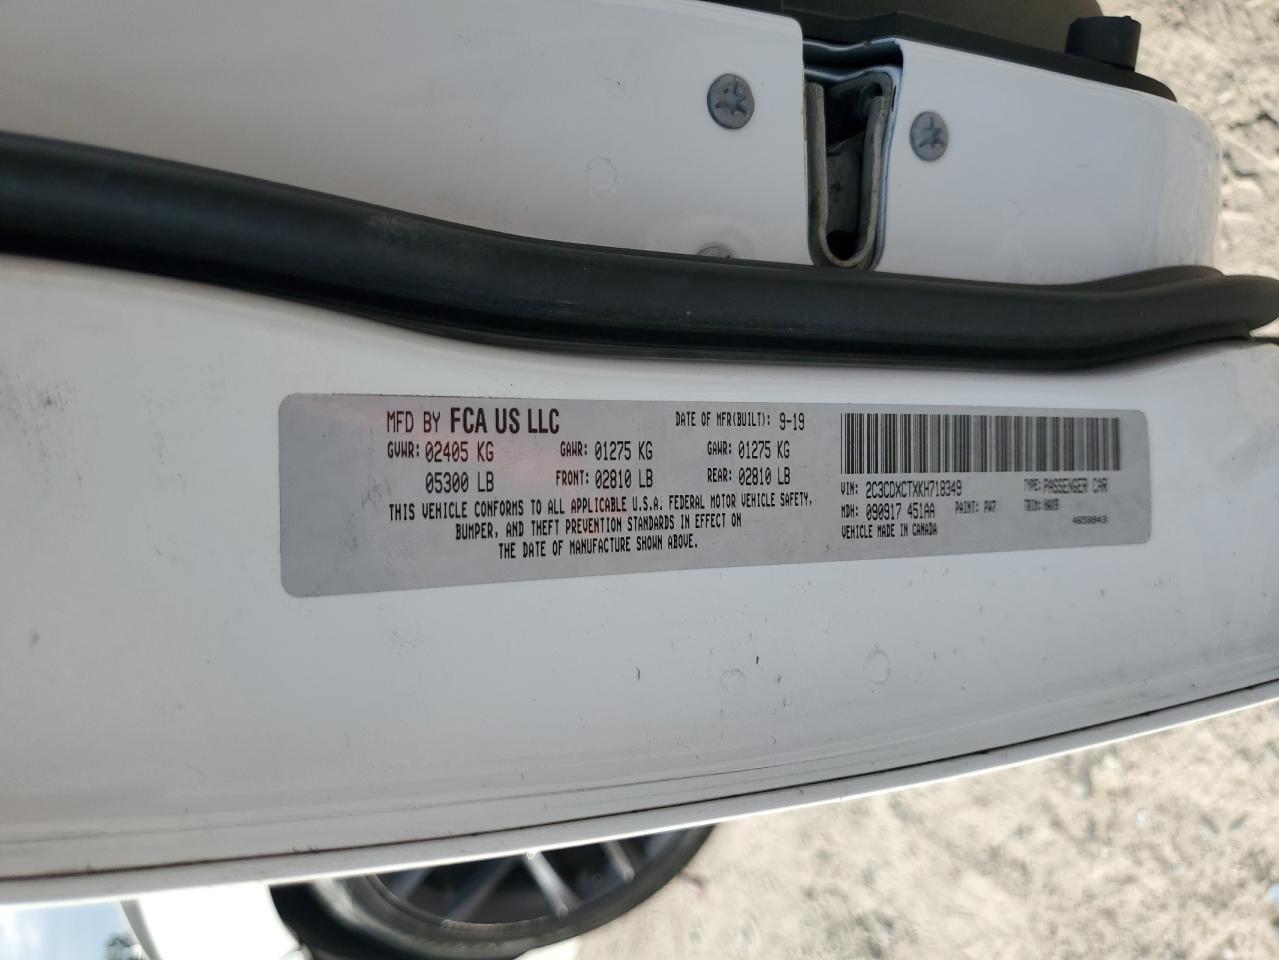 MFD BY FCA US LLC DATE OF MFR(BUILT): 9-19
GVWR: 02405 KG GAWR: 01275 KG GAWR: 01275 KG
05300 LB FRONT: 02810 LB REAR: 02810 LB
THIS VEHICLE CONFORMS TO ALL APPLICABLE U.S.A. FEDERAL MOTOR VEHICLE SAFETY,
BUMPER, AND THEFT PREVENTION STANDARDS IN EFFECT ON
THE DATE OF MANUFACTURE SHOWN ABOVE.
VIN: 2C3CDXCTXKH718349 TYPE: PASSENGER CAR
MDH: 090917 451AA PAINT: PW7 TRIM: HAR9
VEHICLE MADE IN CANADA 4658043